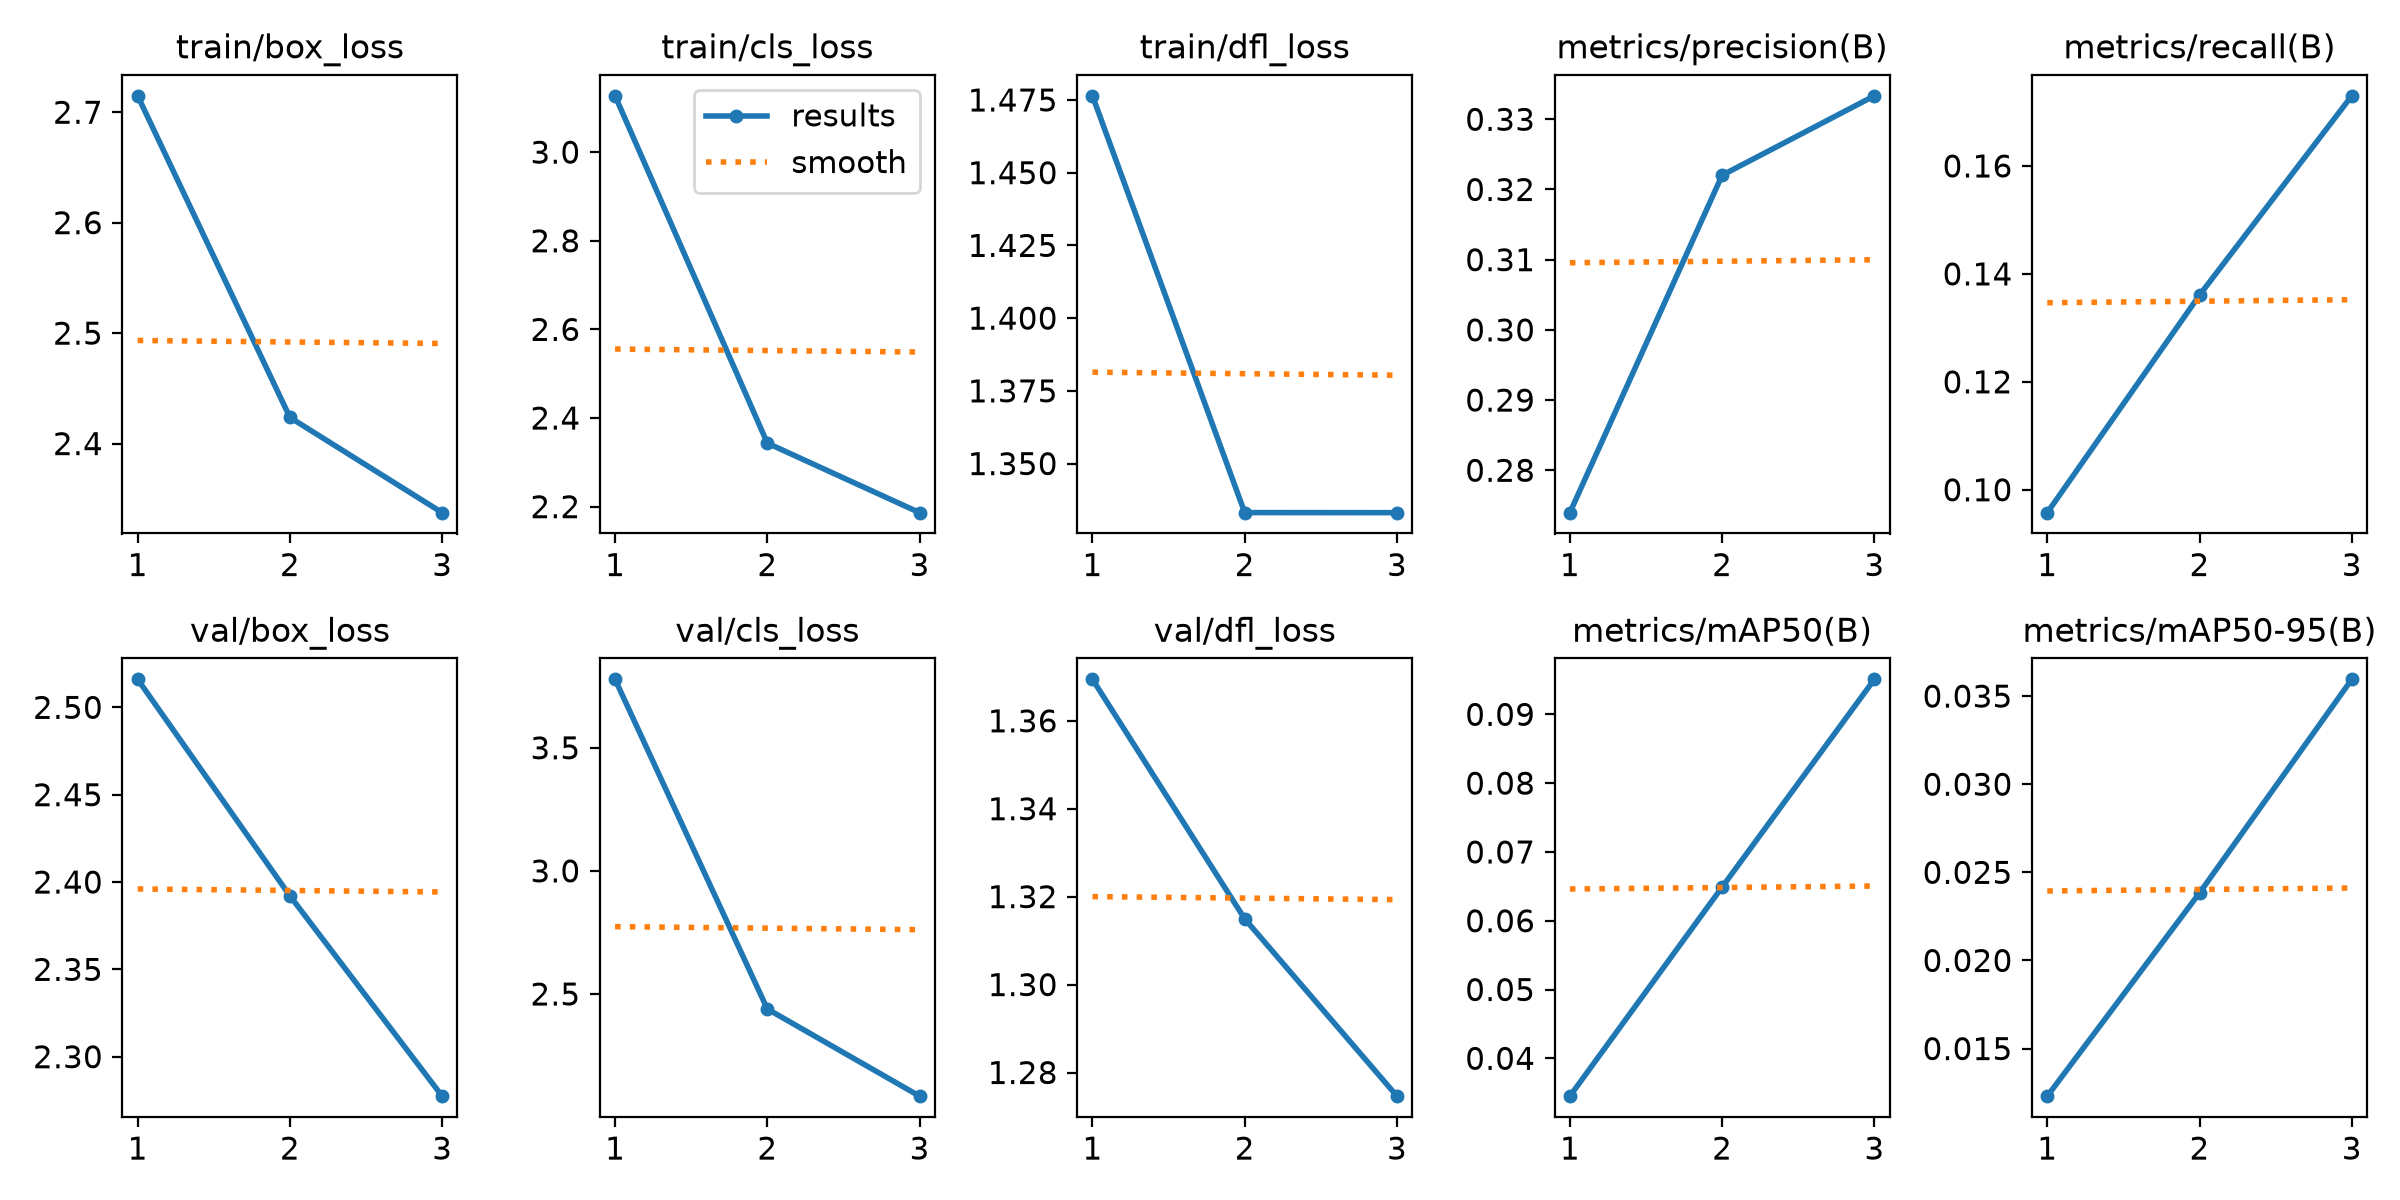 train/box_loss
2.7
2.6
2.5
2.4
1 2 3
train/cls_loss
results
smooth
3.0
2.8
2.6
2.4
2.2
1 2 3
train/dfl_loss
1.475
1.450
1.425
1.400
1.375
1.350
1 2 3
metrics/precision(B)
0.33
0.32
0.31
0.30
0.29
0.28
1 2 3
metrics/recall(B)
0.16
0.14
0.12
0.10
1 2 3
val/box_loss
2.50
2.45
2.40
2.35
2.30
1 2 3
val/cls_loss
3.5
3.0
2.5
1 2 3
val/dfl_loss
1.36
1.34
1.32
1.30
1.28
1 2 3
metrics/mAP50(B)
0.09
0.08
0.07
0.06
0.05
0.04
1 2 3
metrics/mAP50-95(B)
0.035
0.030
0.025
0.020
0.015
1 2 3